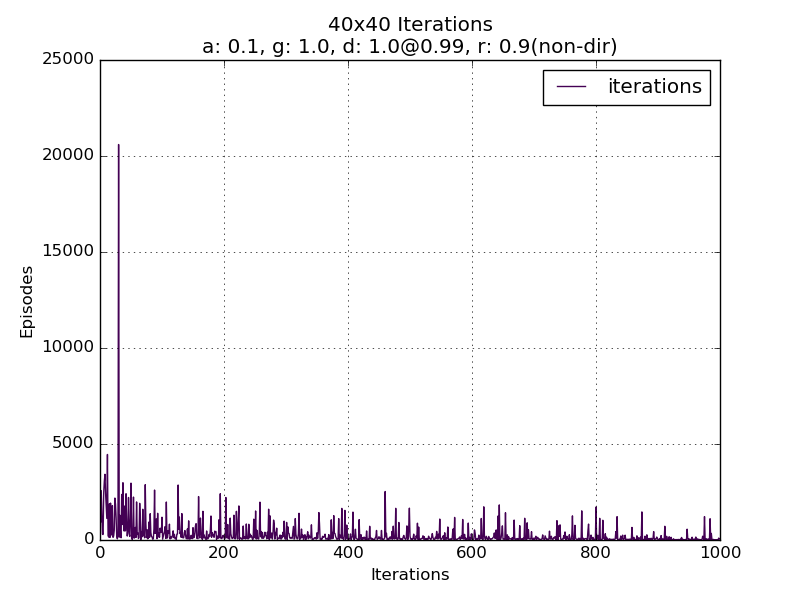 40x40 Iterations
a: 0.1, g: 1.0, d: 1.0@0.99, r: 0.9(non-dir)
25000
20000
15000
10000
5000
0
Episodes
iterations
0 200 400 600 800 1000
Iterations